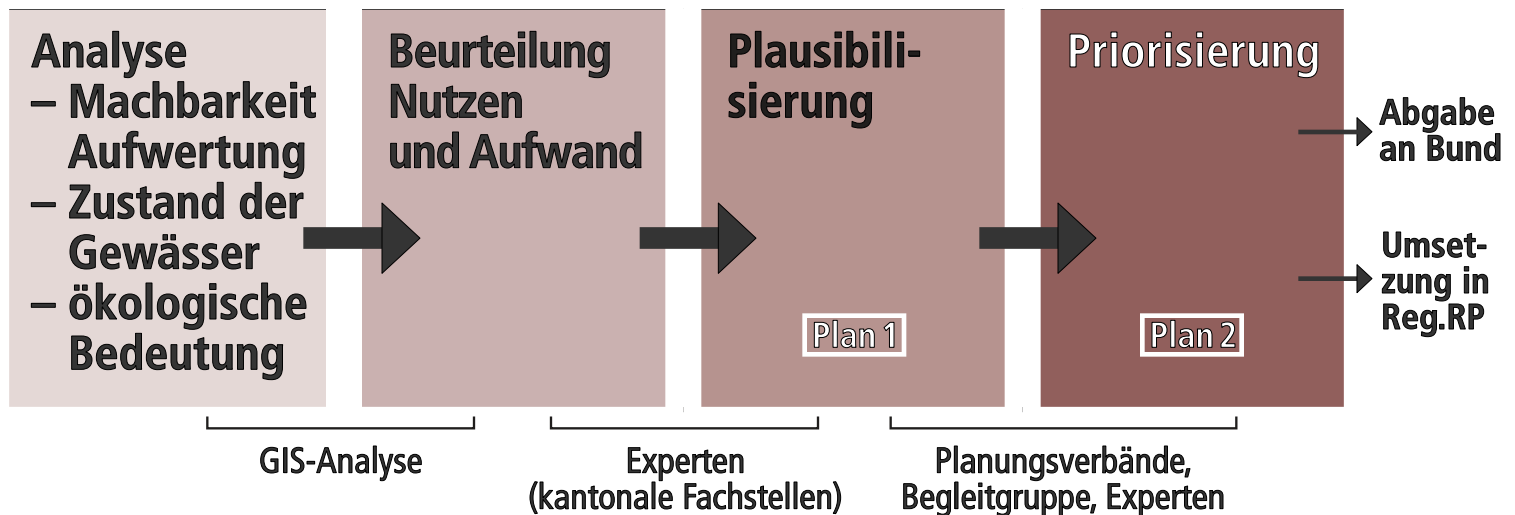 Analyse
– Machbarkeit
Aufwertung
– Zustand der
Gewässer
– ökologische
Bedeutung
Beurteilung
Nutzen
und Aufwand
Plausibili-
sierung
Plan 1
Priorisierung
Plan 2
Abgabe
an Bund
Umset-
zung in
Reg.RP
GIS-Analyse
Experten
(kantonale Fachstellen)
Planungsverbände,
Begleitgruppe, Experten